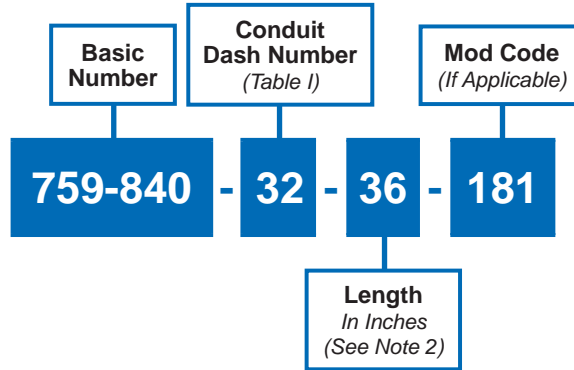 Basic
Number
Conduit
Dash Number
(Table I)
Mod Code
(If Applicable)
759-840 - 32 - 36 - 181
Length
In Inches
(See Note 2)